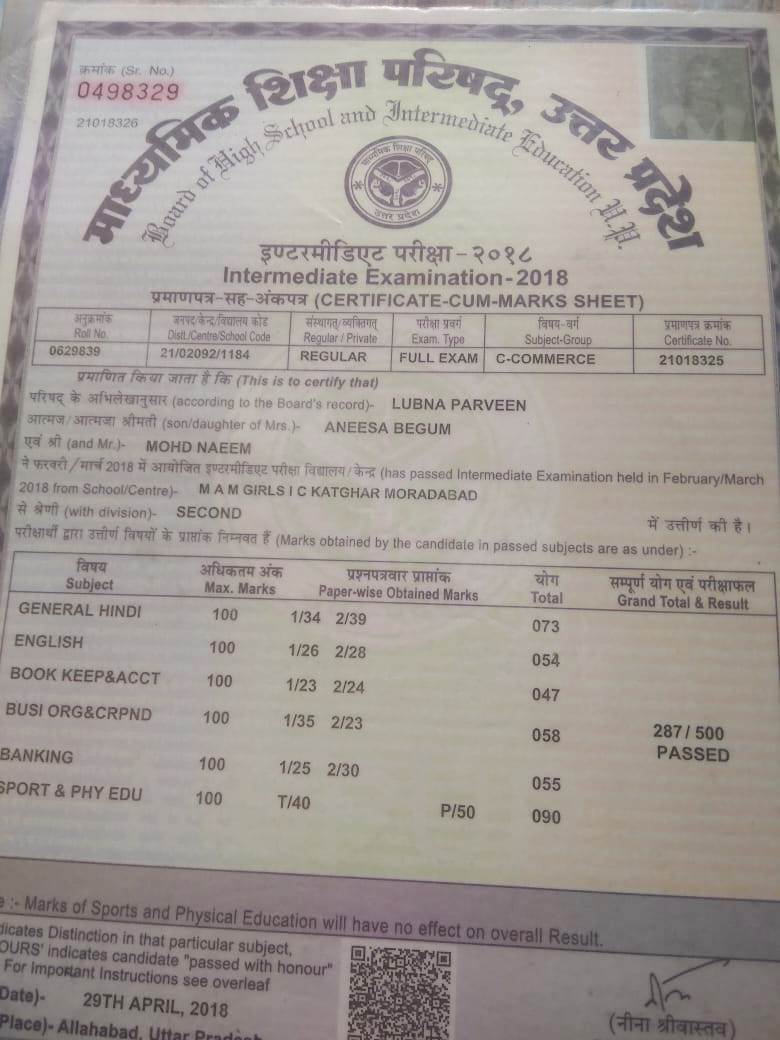 क्रमांक (Sr. No.)
0498329
21018326
माध्यमिक शिक्षा परिषद्, उत्तर प्रदेश
Board of High School and Intermediate Education U.P.
माध्यमिक शिक्षा परिषद्
उत्तर प्रदेश
इण्टरमीडिएट परीक्षा-२०१८
Intermediate Examination-2018
प्रमाणपत्र-सह-अंकपत्र (CERTIFICATE-CUM-MARKS SHEET)
अनुक्रमांक जनपद/केन्द्र/विद्यालय कोड संस्थागत/व्यक्तिगत परीक्षा प्रवर्ग विषय-वर्ग प्रमाणपत्र क्रमांक
Roll No. Distt./Centre/School Code Regular / Private Exam. Type Subject-Group Certificate No.
0629839 21/02092/1184 REGULAR FULL EXAM C-COMMERCE 21018325
प्रमाणित किया जाता है कि (This is to certify that)
परिषद् के अभिलेखानुसार (according to the Board's record)- LUBNA PARVEEN
आत्मज/आत्मजा श्रीमती (son/daughter of Mrs.)- ANEESA BEGUM
एवं श्री (and Mr.)- MOHD NAEEM
ने फरवरी/मार्च 2018 में आयोजित इण्टरमीडिएट परीक्षा विद्यालय/केन्द्र (has passed Intermediate Examination held in February/March
2018 from School/Centre)- M A M GIRLS I C KATGHAR MORADABAD
से श्रेणी (with division)- SECOND में उत्तीर्ण की है।
परीक्षार्थी द्वारा उत्तीर्ण विषयों के प्राप्तांक निम्नवत हैं (Marks obtained by the candidate in passed subjects are as under) :-
विषय अधिकतम अंक प्रश्नपत्रवार प्राप्तांक योग सम्पूर्ण योग एवं परीक्षाफल
Subject Max. Marks Paper-wise Obtained Marks Total Grand Total & Result
GENERAL HINDI 100 1/34 2/39 073
ENGLISH 100 1/26 2/28 054
BOOK KEEP&ACCT 100 1/23 2/24 047
BUSI ORG&CRPND 100 1/35 2/23 058 287/ 500
PASSED
BANKING 100 1/25 2/30 055
SPORT & PHY EDU 100 T/40 P/50 090
:- Marks of Sports and Physical Education will have no effect on overall Result.
Distinction in that particular subject,
indicates candidate "passed with honour"
For Important Instructions see overleaf
Date)- 29TH APRIL, 2018
Place)- Allahabad, Uttar Pradesh
(नीना श्रीवास्तव)